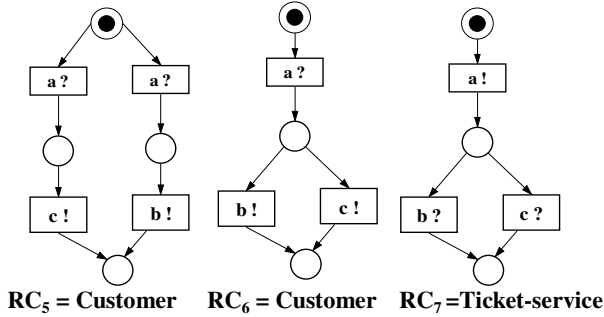 a ? a ? a ? a !
c ! b ! b ! c ! b ? c ?
RC5 = Customer RC6 = Customer RC7 =Ticket-service